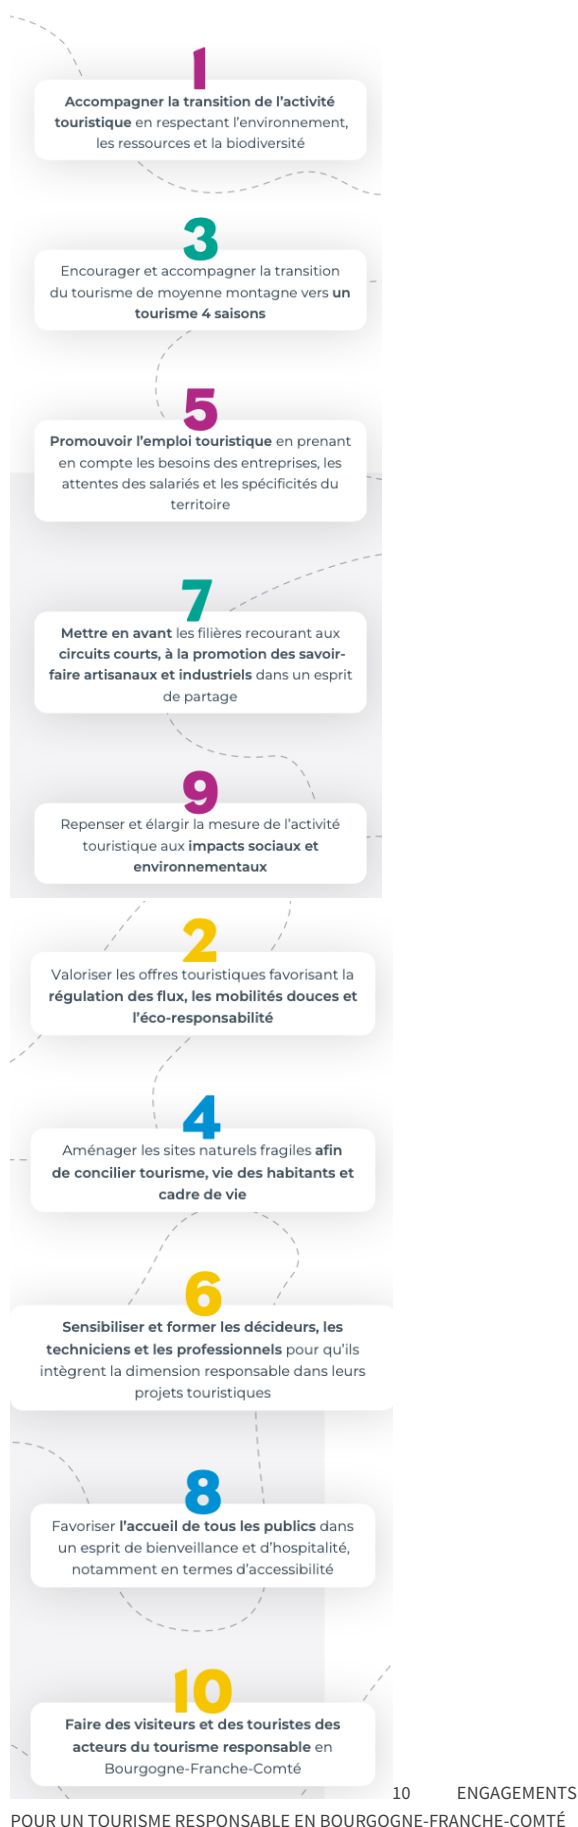 1
Accompagner la transition de l'activité
touristique en respectant l'environnement,
les ressources et la biodiversité
3
Encourager et accompagner la transition
du tourisme de moyenne montagne vers un
tourisme 4 saisons
5
Promouvoir l'emploi touristique en prenant
en compte les besoins des entreprises, les
attentes des salariés et les spécificités du
territoire
7
Mettre en avant les filières recourant aux
circuits courts, à la promotion des savoir-
faire artisanaux et industriels dans un esprit
de partage
9
Repenser et élargir la mesure de l'activité
touristique aux impacts sociaux et
environnementaux
2
Valoriser les offres touristiques favorisant la
régulation des flux, les mobilités douces et
l'éco-responsabilité
4
Aménager les sites naturels fragiles afin
de concilier tourisme, vie des habitants et
cadre de vie
6
Sensibiliser et former les décideurs, les
techniciens et les professionnels pour qu'ils
intègrent la dimension responsable dans leurs
projets touristiques
8
Favoriser l'accueil de tous les publics dans
un esprit de bienveillance et d'hospitalité,
notamment en termes d'accessibilité
10
Faire des visiteurs et des touristes des
acteurs du tourisme responsable en
Bourgogne-Franche-Comté
10 ENGAGEMENTS
POUR UN TOURISME RESPONSABLE EN BOURGOGNE-FRANCHE-COMTÉ